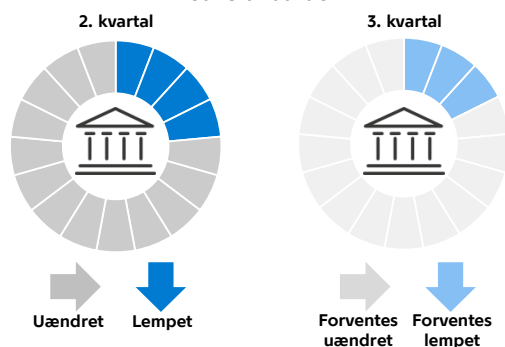 2. kvartal
3. kvartal
Uændret
Lempet
Forventes
uændret
Forventes
lempet